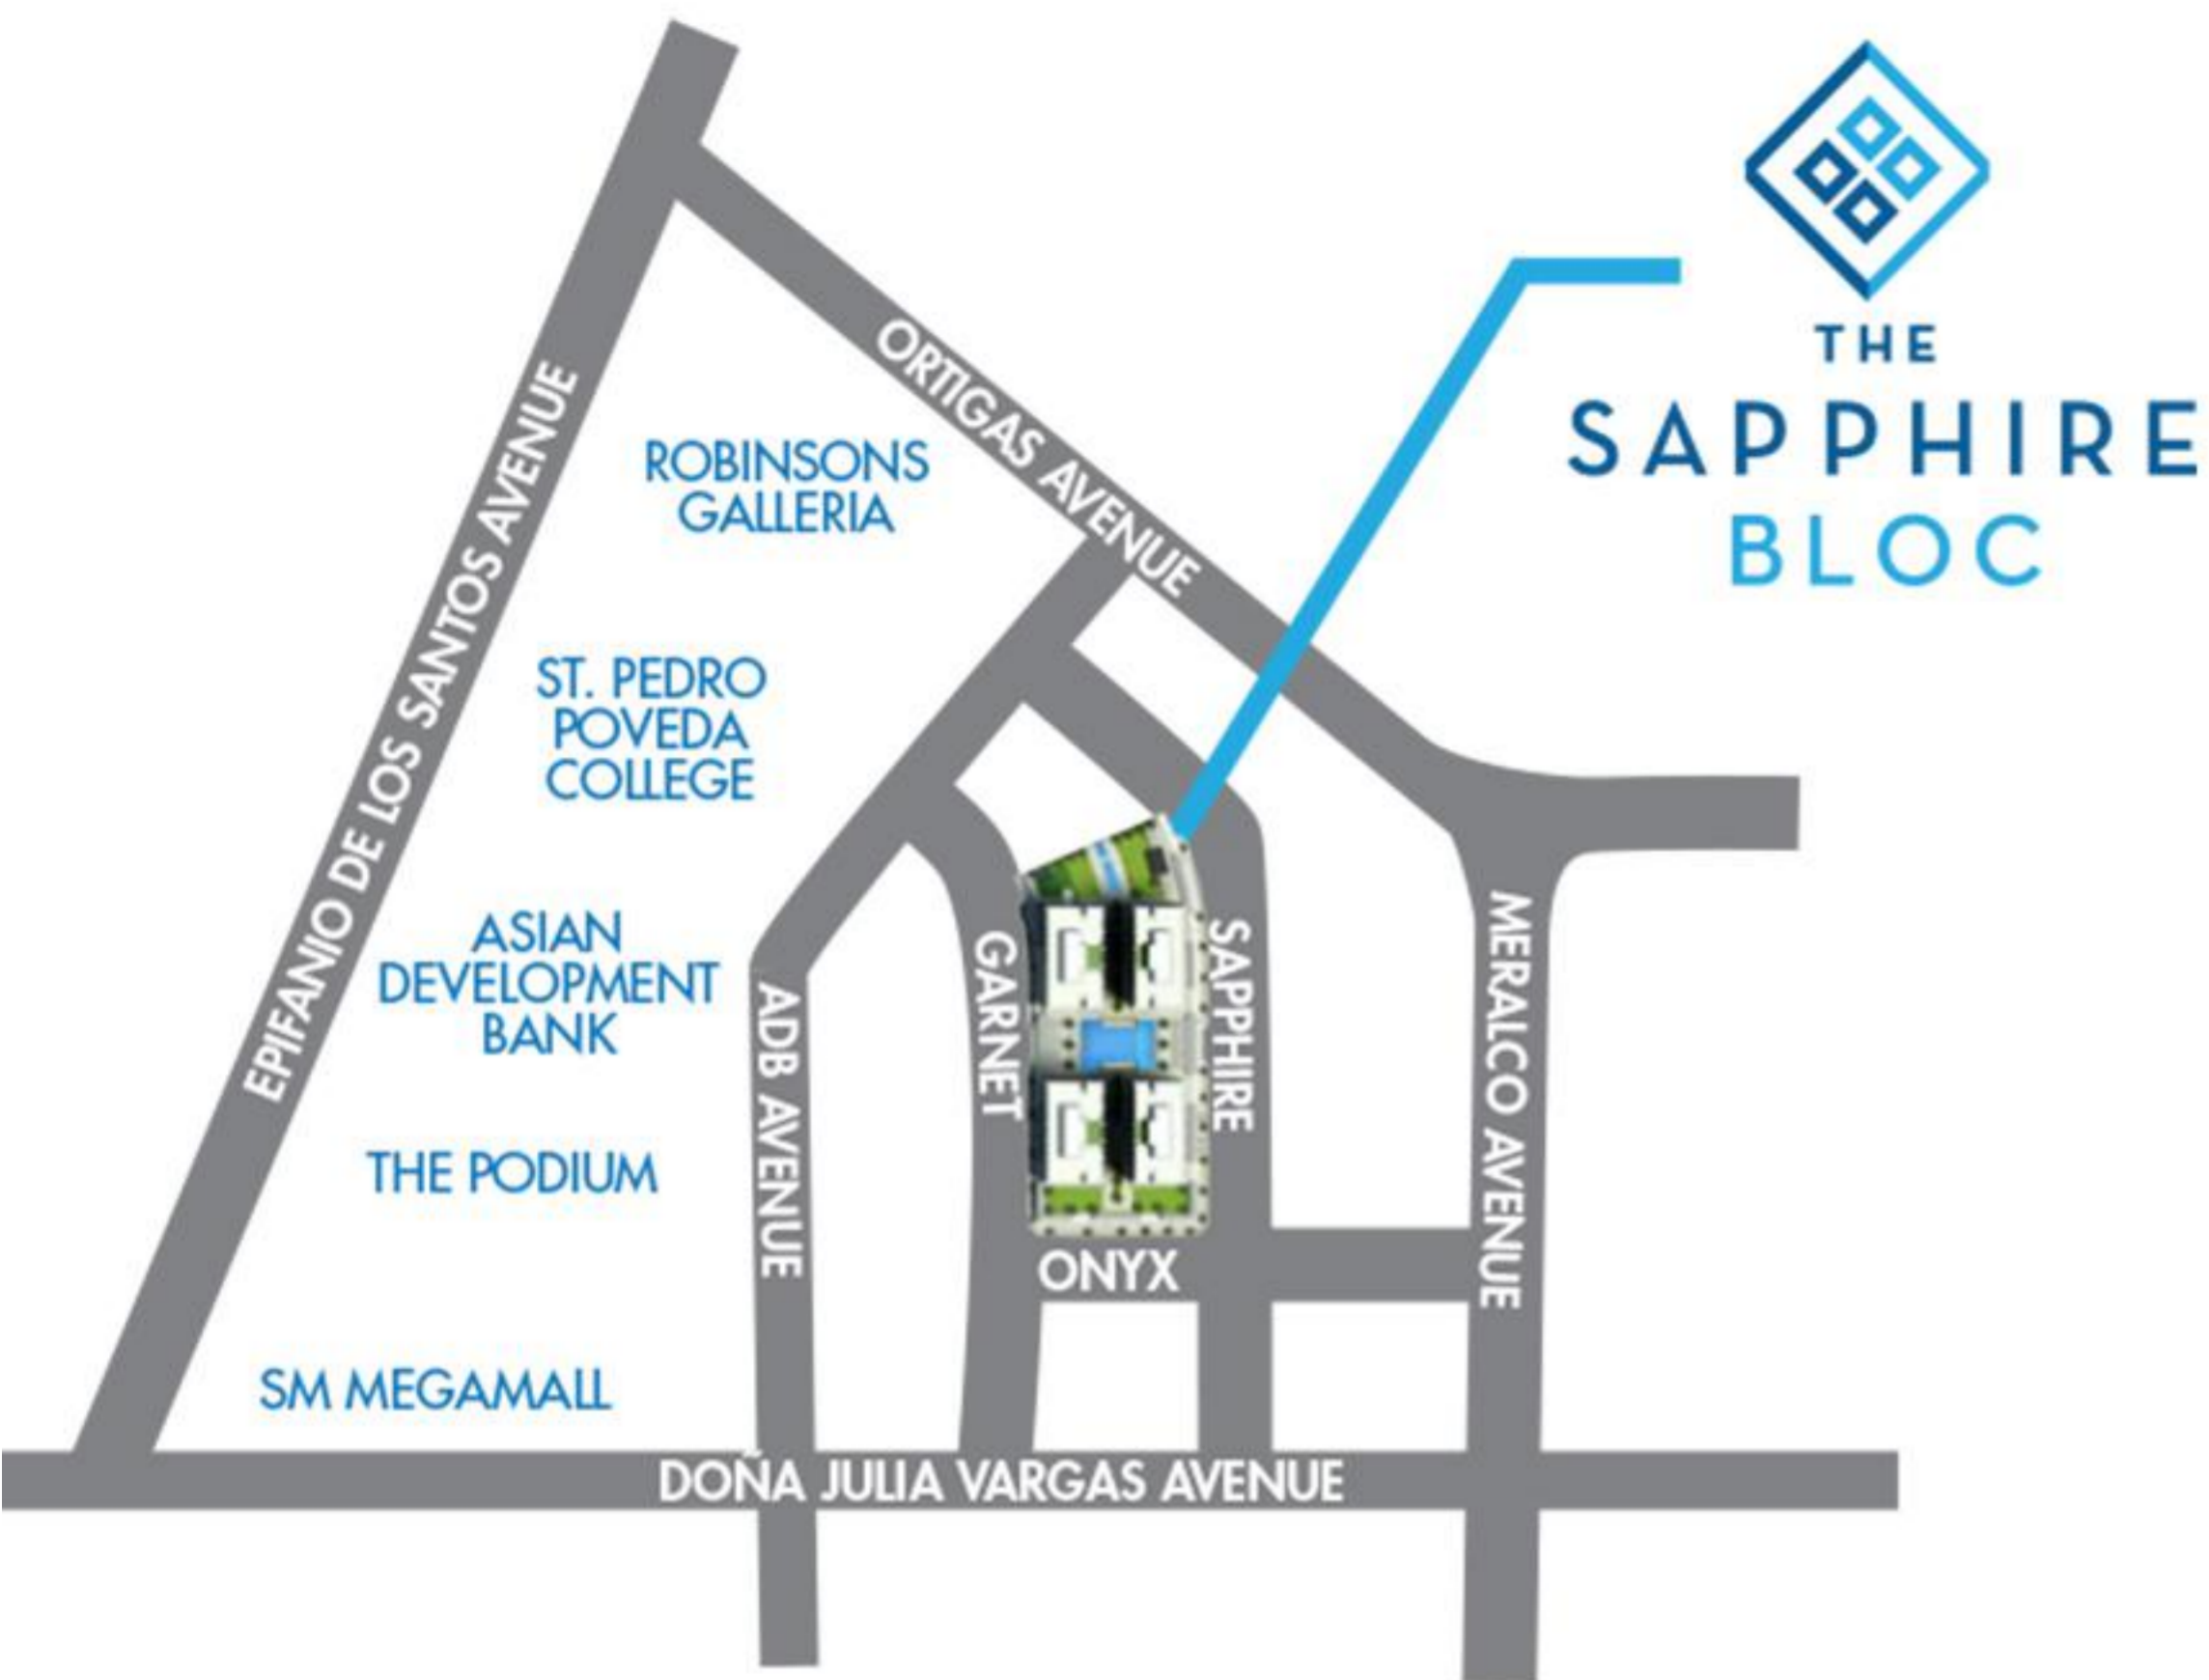 THE
SAPPHIRE
BLOC
ORTIGAS AVENUE
EPIFANIO DE LOS SANTOS AVENUE
ROBINSONS
GALLERIA
ST. PEDRO
POVEDA
COLLEGE
ASIAN
DEVELOPMENT
BANK
THE PODIUM
SM MEGAMALL
ADB AVENUE
GARNET
SAPPHIRE
MERALCO AVENUE
ONYX
DOÑA JULIA VARGAS AVENUE